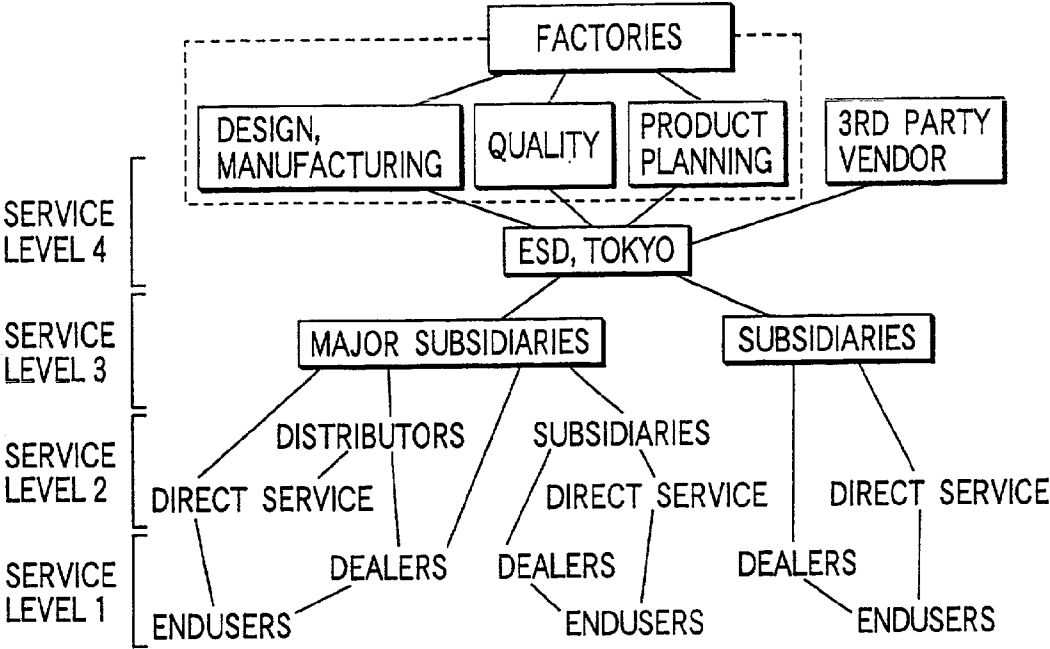 FACTORIES
DESIGN,
MANUFACTURING
QUALITY
PRODUCT
PLANNING
3RD PARTY
VENDOR
SERVICE
LEVEL 4
ESD, TOKYO
SERVICE
LEVEL 3
MAJOR SUBSIDIARIES
SUBSIDIARIES
SERVICE
LEVEL 2
DISTRIBUTORS
SUBSIDIARIES
DIRECT SERVICE
DIRECT SERVICE
DIRECT SERVICE
SERVICE
LEVEL 1
DEALERS
DEALERS
DEALERS
ENDUSERS
ENDUSERS
ENDUSERS